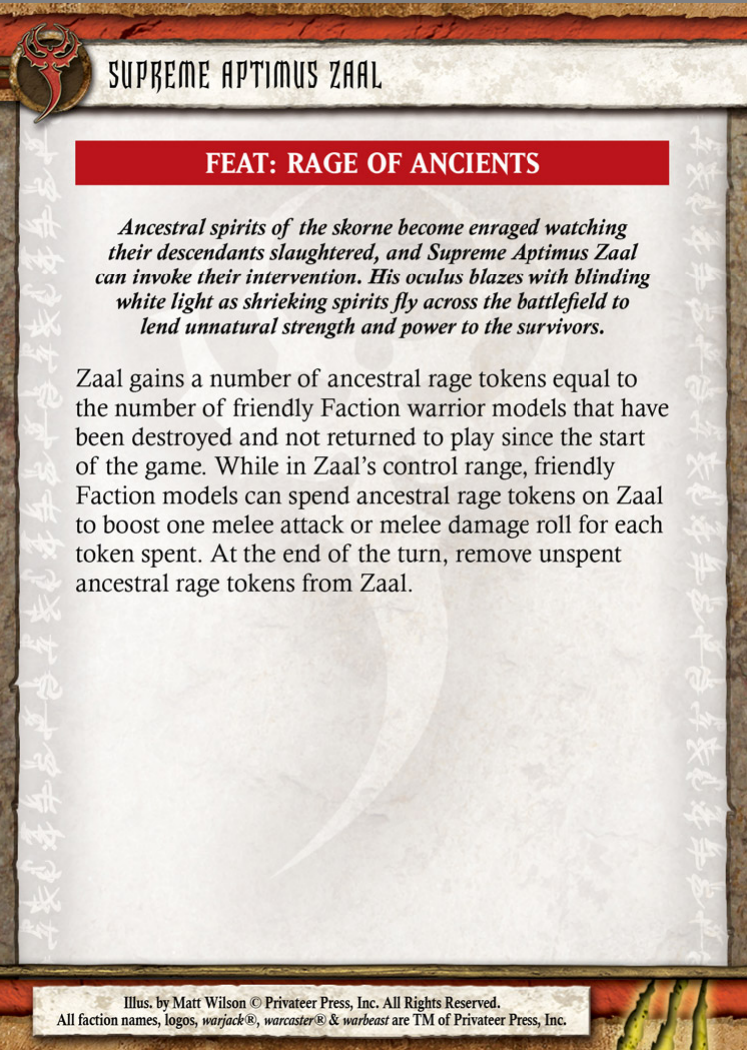 SUPREME APTIMUS ZAAL
FEAT: RAGE OF ANCIENTS
Ancestral spirits of the skorne become enraged watching
their descendants slaughtered, and Supreme Aptimus Zaal
can invoke their intervention. His oculus blazes with blinding
white light as shrieking spirits fly across the battlefield to
lend unnatural strength and power to the survivors.
Zaal gains a number of ancestral rage tokens equal to
the number of friendly Faction warrior models that have
been destroyed and not returned to play since the start
of the game. While in Zaal's control range, friendly
Faction models can spend ancestral rage tokens on Zaal
to boost one melee attack or melee damage roll for each
token spent. At the end of the turn, remove unspent
ancestral rage tokens from Zaal.
Illus. by Matt Wilson © Privateer Press, Inc. All Rights Reserved.
All faction names, logos, warjack®, warcaster® & warbeast are TM of Privateer Press, Inc.